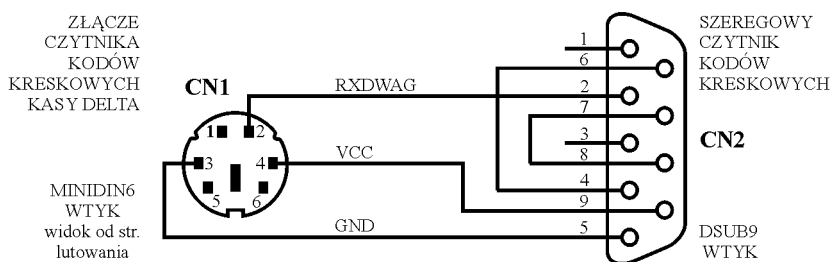 ZŁĄCZE
CZYTNIKA
KODÓW
KRESKOWYCH
KASY DELTA
CN1
1
2
3
4
5
6
MINIDIN6
WTYK
widok od str.
lutowania
RXDWAG
VCC
GND
1
6
2
7
3
8
4
9
5
SZEREGOWY
CZYTNIK
KODÓW
KRESKOWYCH
CN2
DSUB9
WTYK